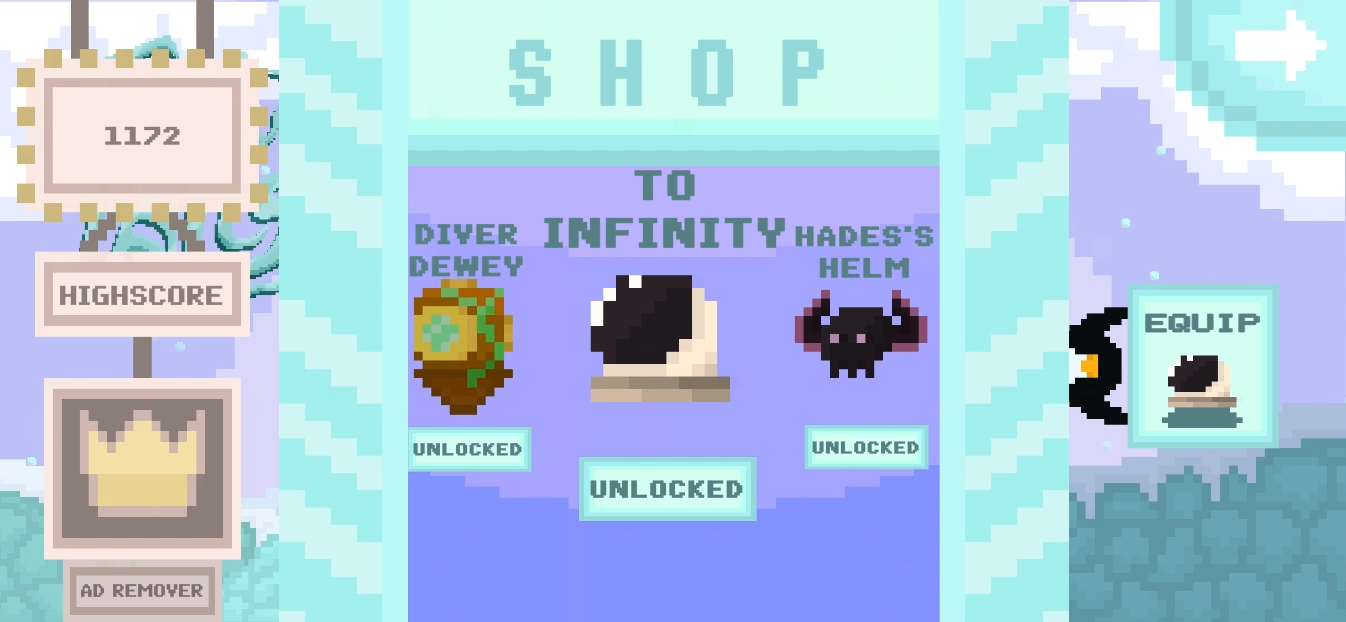 1172
HIGHSCORE
AD REMOVER
SHOP
DIVER
DEWEY
UNLOCKED
TO
INFINITY
UNLOCKED
HADES'S
HELM
UNLOCKED
EQUIP